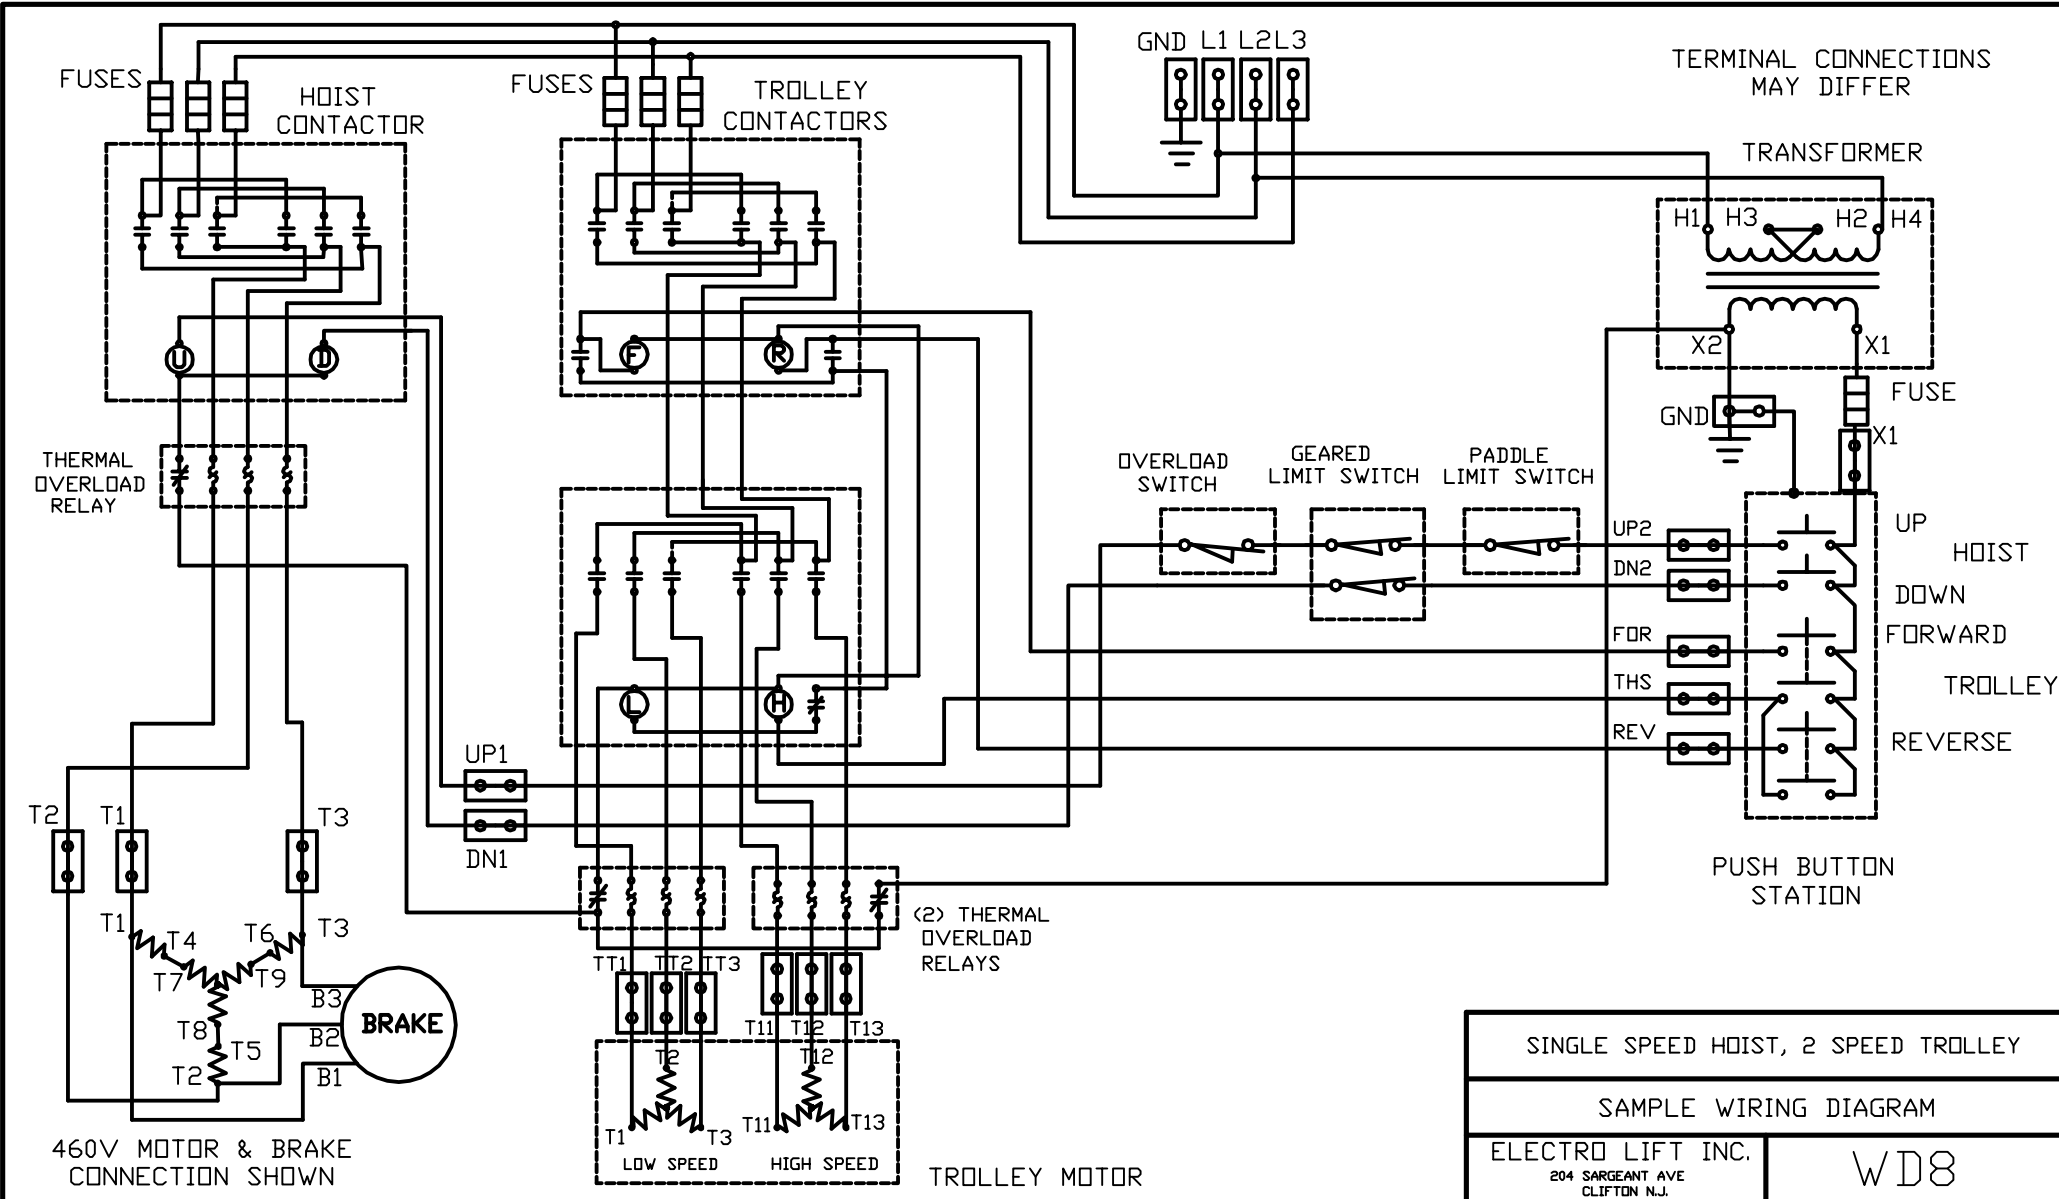 FUSES
HOIST
CONTACTOR
FUSES
TROLLEY
CONTACTORS
GND L1 L2 L3
TERMINAL CONNECTIONS
MAY DIFFER
TRANSFORMER
H1 H3 H2 H4
X2 X1
FUSE
GND
X1
U
D
F
R
THERMAL
OVERLOAD
RELAY
OVERLOAD
SWITCH
GEARED
LIMIT SWITCH
PADDLE
LIMIT SWITCH
UP2
DN2
FOR
THS
REV
UP
HOIST
DOWN
FORWARD
TROLLEY
REVERSE
PUSH BUTTON
STATION
L
H
UP1
DN1
T2 T1 T3
T1 T4 T6 T3
T7 T9
T8
T5
T2
B3
B2
B1
BRAKE
460V MOTOR & BRAKE
CONNECTION SHOWN
(2) THERMAL
OVERLOAD
RELAYS
TT1 TT2 TT3
T11 T12 T13
T2 T12
T1 T3 T11 T13
LOW SPEED HIGH SPEED
TROLLEY MOTOR
SINGLE SPEED HOIST, 2 SPEED TROLLEY
SAMPLE WIRING DIAGRAM
ELECTRO LIFT INC.
204 SARGEANT AVE
CLIFTON N.J.
WD8